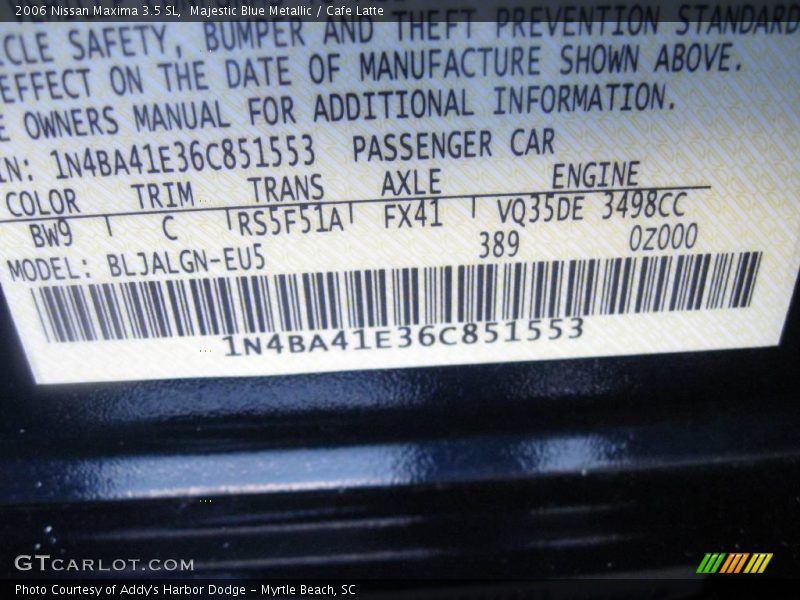 2006 Nissan Maxima 3.5 SL, Majestic Blue Metallic / Cafe Latte
CLE SAFETY, BUMPER AND THEFT PREVENTION STANDARD
EFFECT ON THE DATE OF MANUFACTURE SHOWN ABOVE.
E OWNERS MANUAL FOR ADDITIONAL INFORMATION.
IN: 1N4BA41E36C851553 PASSENGER CAR
COLOR TRIM TRANS AXLE ENGINE
BW9 C RS5F51A FX41 VQ35DE 3498CC
MODEL: BLJALGN-EU5 389 0Z000
1N4BA41E36C851553
GTCARLOT.COM
Photo Courtesy of Addy's Harbor Dodge - Myrtle Beach, SC